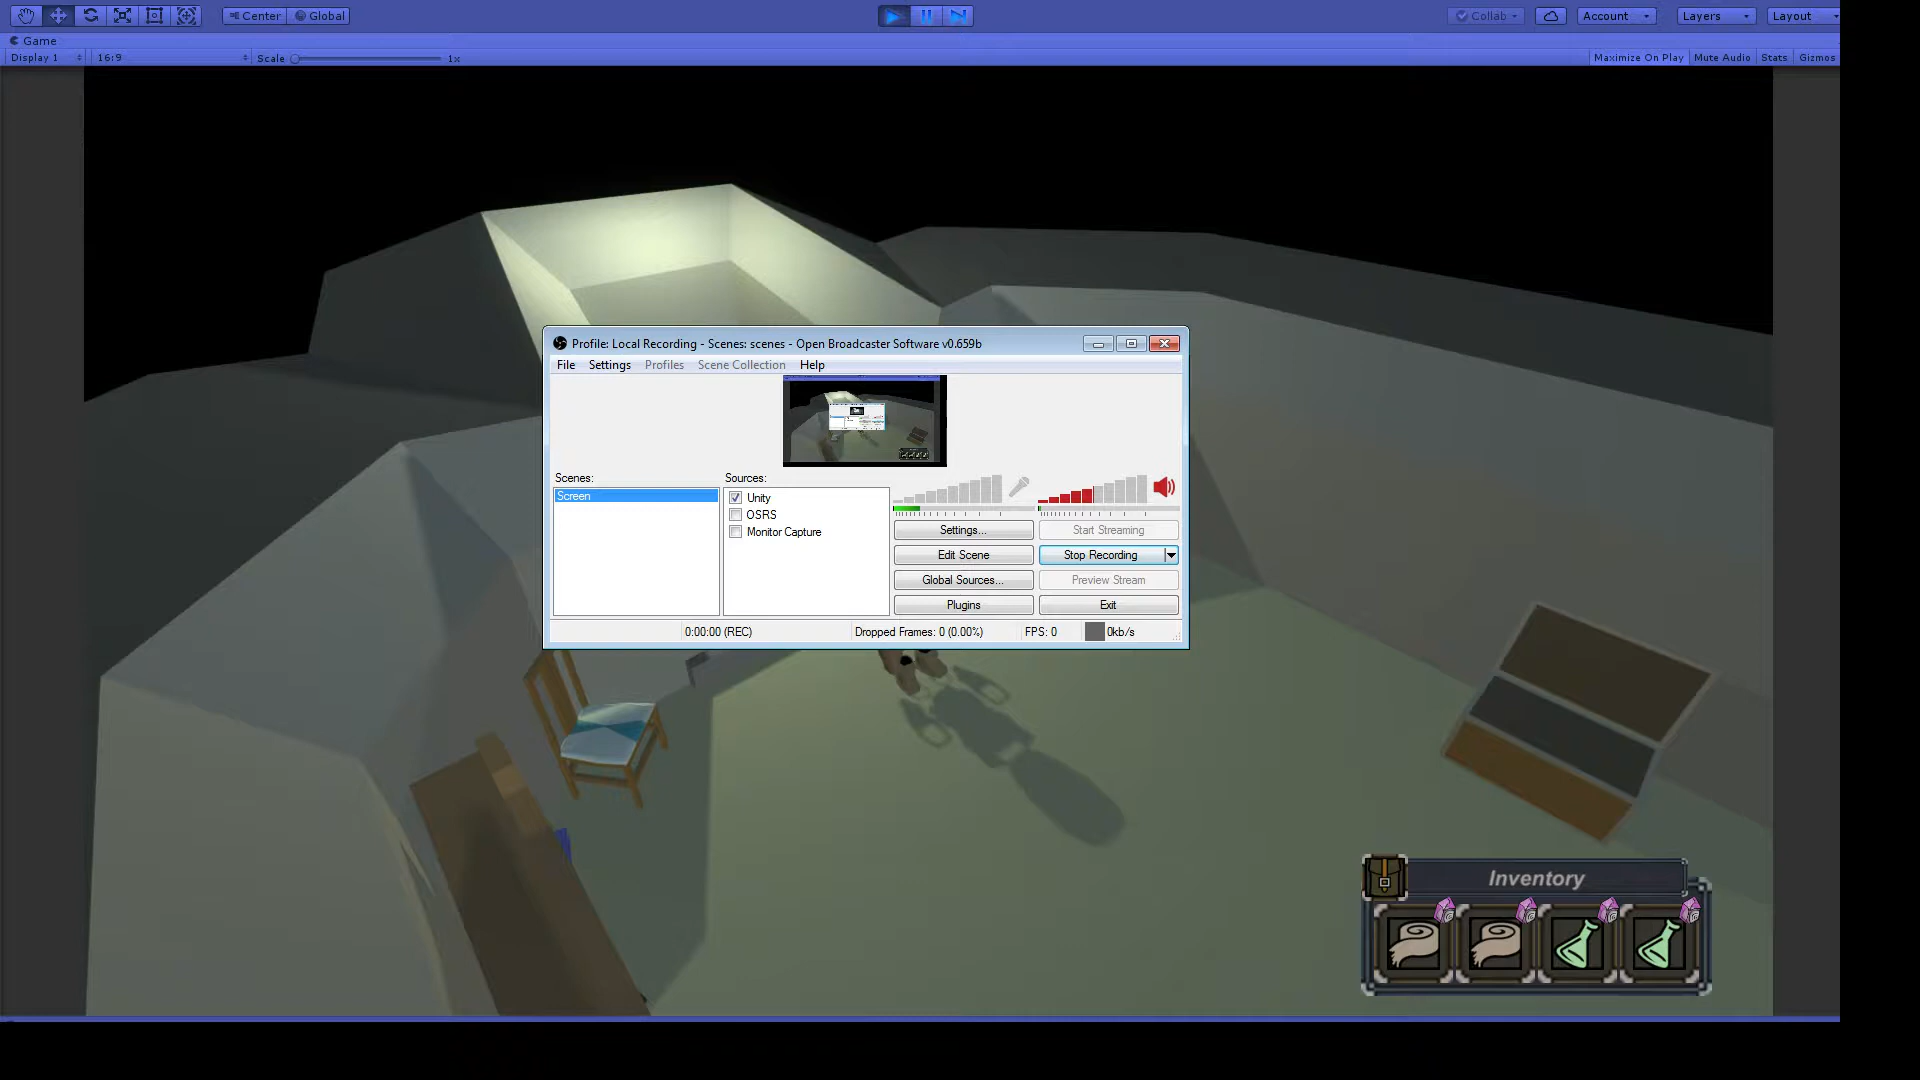 Center Global Collab Account Layers Layout
Game
Display 1 16:9 Scale 1x Maximize On Play Mute Audio Stats Gizmos
Profile: Local Recording - Scenes: scenes - Open Broadcaster Software v0.659b
File Settings Profiles Scene Collection Help
Scenes: Sources:
Screen Unity
OSRS
Monitor Capture
Settings... Start Streaming
Edit Scene Stop Recording
Global Sources... Preview Stream
Plugins Exit
0:00:00 (REC) Dropped Frames: 0 (0.00%) FPS: 0 0kb/s
Inventory